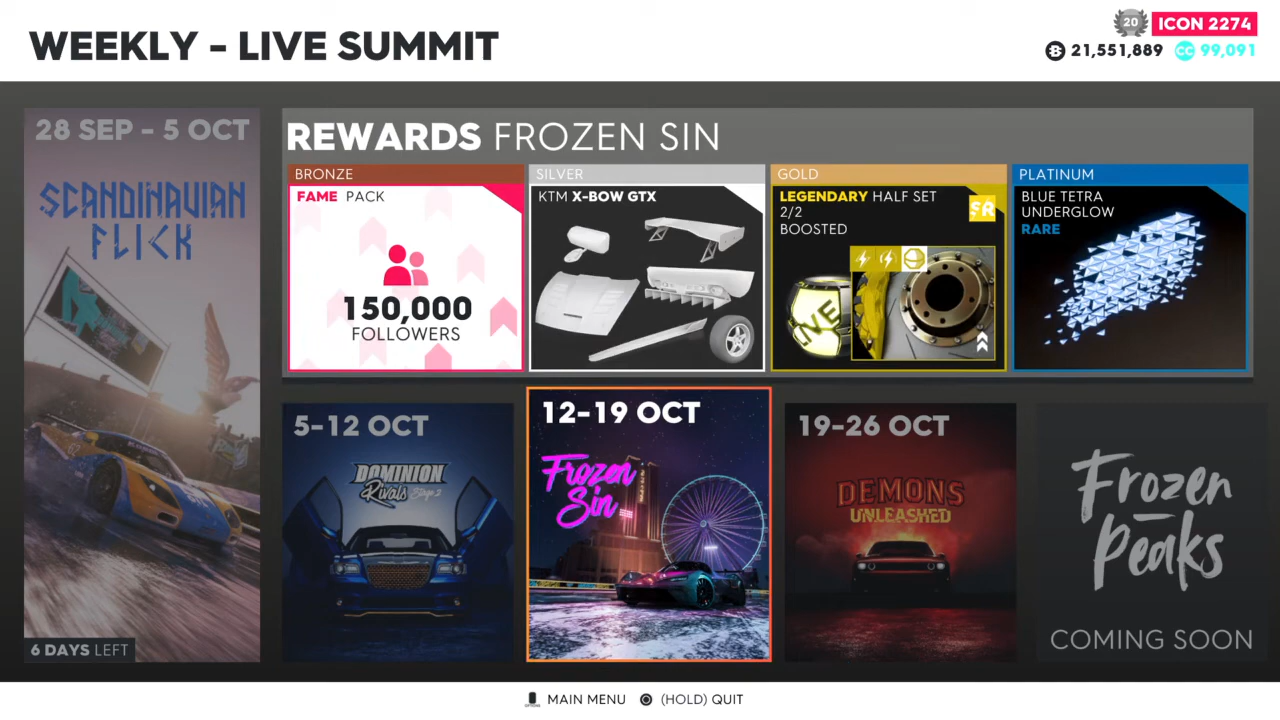 WEEKLY - LIVE SUMMIT
20
ICON 2274
21,551,889
CC 99,091
28 SEP - 5 OCT
SCANDINAVIAN
FLICK
6 DAYS LEFT
REWARDS FROZEN SIN
BRONZE
FAME PACK
150,000
FOLLOWERS
SILVER
KTM X-BOW GTX
GOLD
LEGENDARY HALF SET
2/2
BOOSTED
SR
LIVE
PLATINUM
BLUE TETRA
UNDERGLOW
RARE
5-12 OCT
DOMINION
Rivals Stage 2
12-19 OCT
Frozen
Sin
19-26 OCT
DEMONS
UNLEASHED
Frozen
Peaks
COMING SOON
OPTIONS
MAIN MENU
(HOLD) QUIT